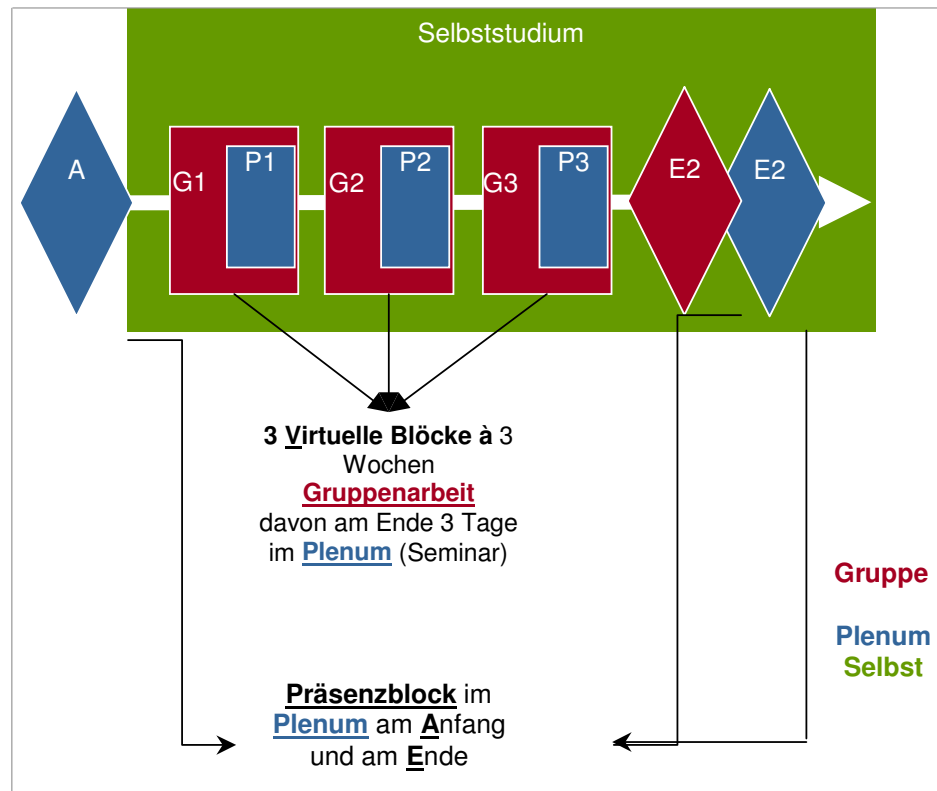 Selbststudium
A
G1
P1
G2
P2
G3
P3
E2
E2
3 Virtuelle Blöcke à 3
Wochen
Gruppenarbeit
davon am Ende 3 Tage
im Plenum (Seminar)
Gruppe
Plenum
Selbst
Präsenzblock im
Plenum am Anfang
und am Ende